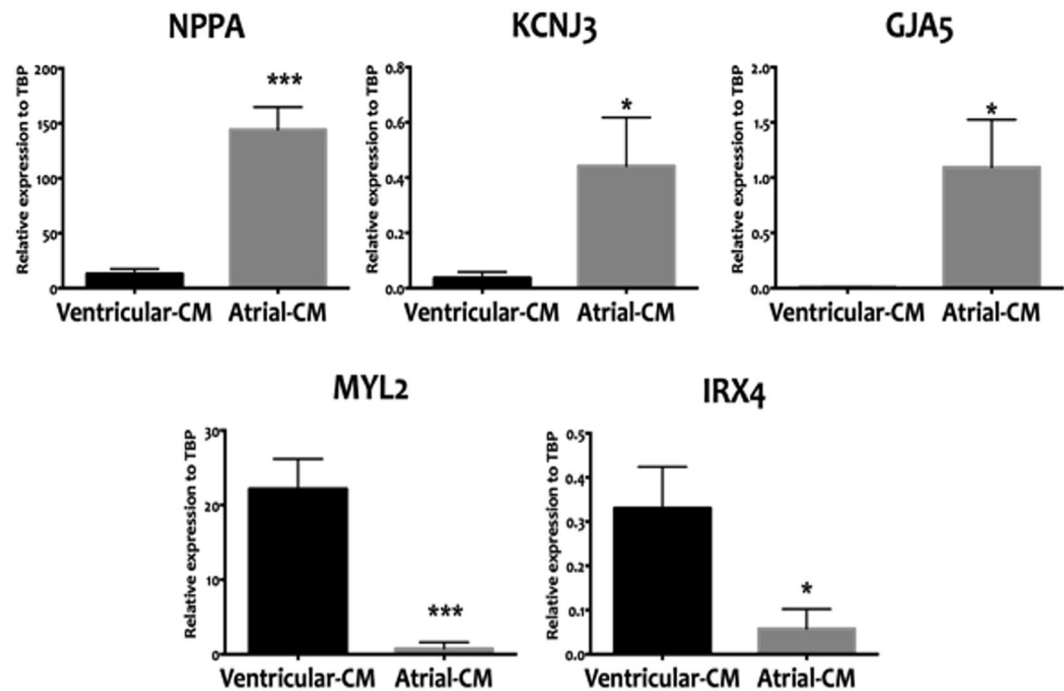 NPPA
Relative expression to TBP
200
150
100
50
0
***
Ventricular-CM Atrial-CM
KCNJ3
Relative expression to TBP
0.8
0.6
0.4
0.2
0.0
*
Ventricular-CM Atrial-CM
GJA5
Relative expression to TBP
2.0
1.5
1.0
0.5
0.0
*
Ventricular-CM Atrial-CM
MYL2
Relative expression to TBP
30
20
10
0
***
Ventricular-CM Atrial-CM
IRX4
Relative expression to TBP
0.5
0.4
0.3
0.2
0.1
0.0
*
Ventricular-CM Atrial-CM